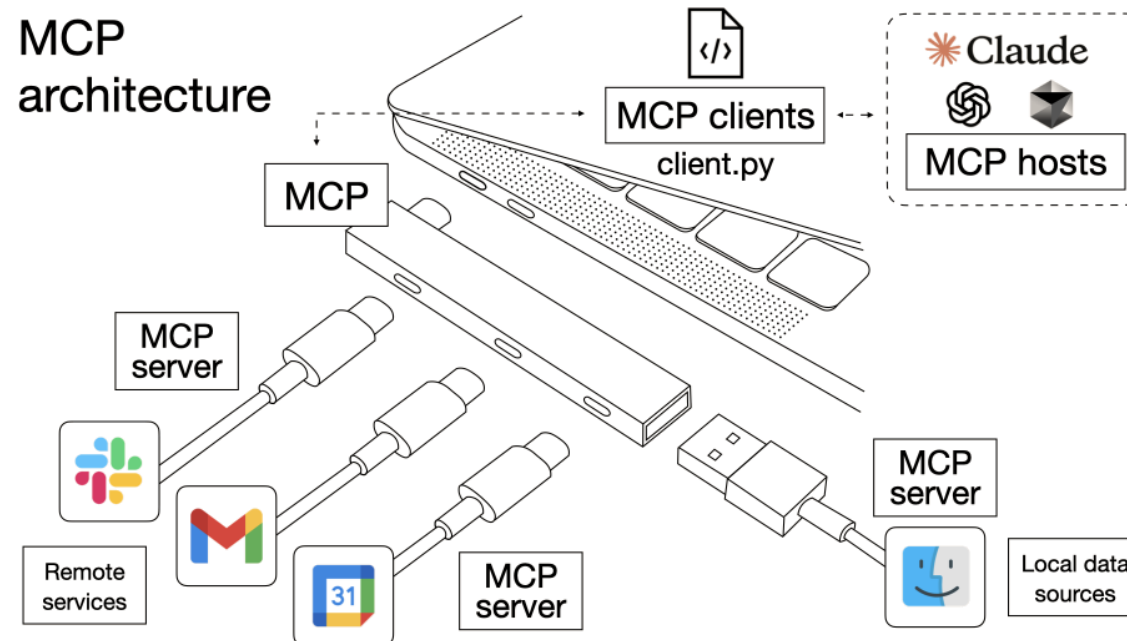 MCP
architecture
Claude
</>
MCP clients
client.py
MCP hosts
MCP
MCP
server
MCP
server
Remote
services
31
MCP
server
Local data
sources